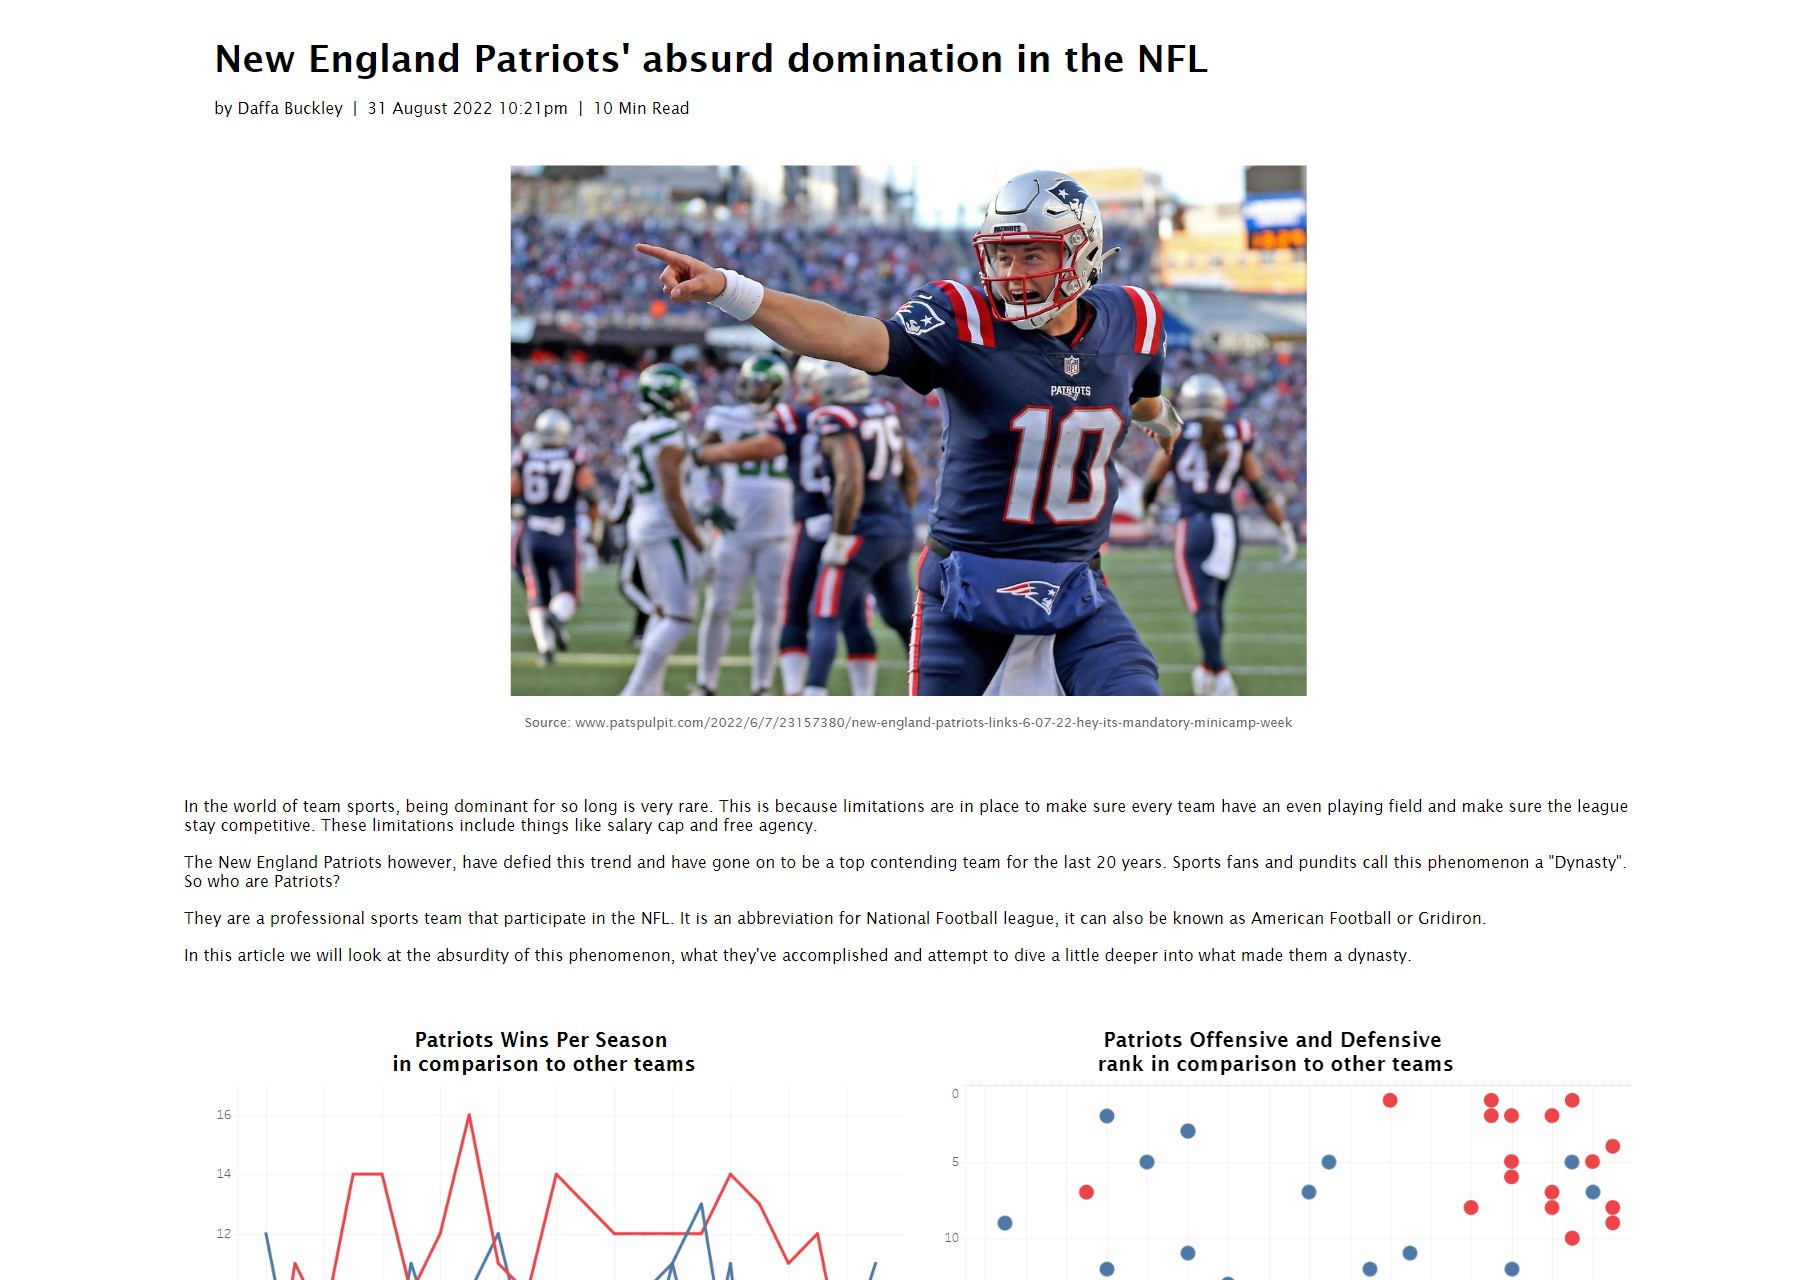 New England Patriots' absurd domination in the NFL
by Daffa Buckley | 31 August 2022 10:21pm | 10 Min Read
PATRIOTS
NFL
PATRIOTS
10
67
75
47
Source: www.patspulpit.com/2022/6/7/23157380/new-england-patriots-links-6-07-22-hey-its-mandatory-minicamp-week
In the world of team sports, being dominant for so long is very rare. This is because limitations are in place to make sure every team have an even playing field and make sure the league
stay competitive. These limitations include things like salary cap and free agency.
The New England Patriots however, have defied this trend and have gone on to be a top contending team for the last 20 years. Sports fans and pundits call this phenomenon a "Dynasty".
So who are Patriots?
They are a professional sports team that participate in the NFL. It is an abbreviation for National Football league, it can also be known as American Football or Gridiron.
In this article we will look at the absurdity of this phenomenon, what they've accomplished and attempt to dive a little deeper into what made them a dynasty.
Patriots Wins Per Season
in comparison to other teams
16
14
12
Patriots Offensive and Defensive
rank in comparison to other teams
0
5
10